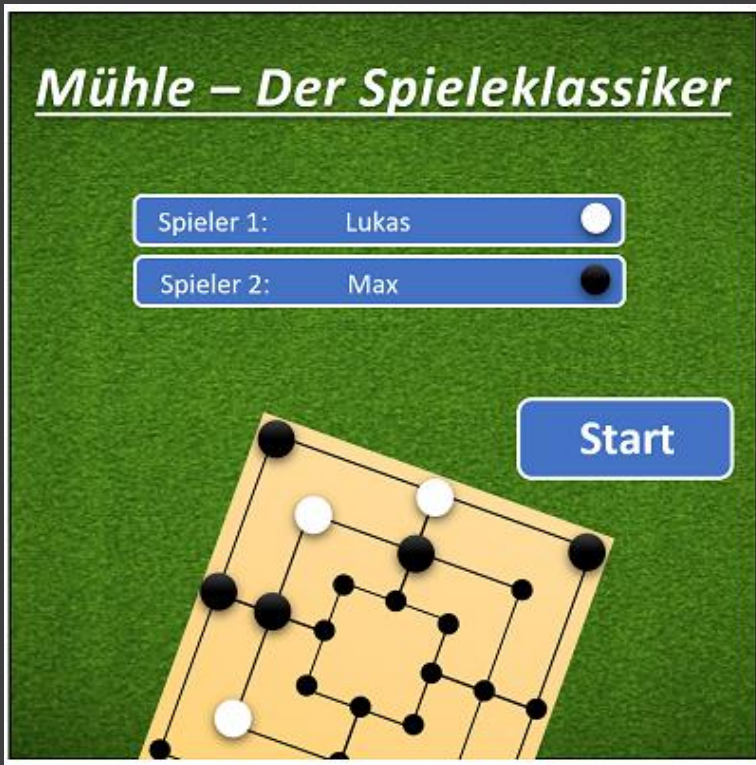 Mühle – Der Spieleklassiker
Spieler 1: Lukas
Spieler 2: Max
Start